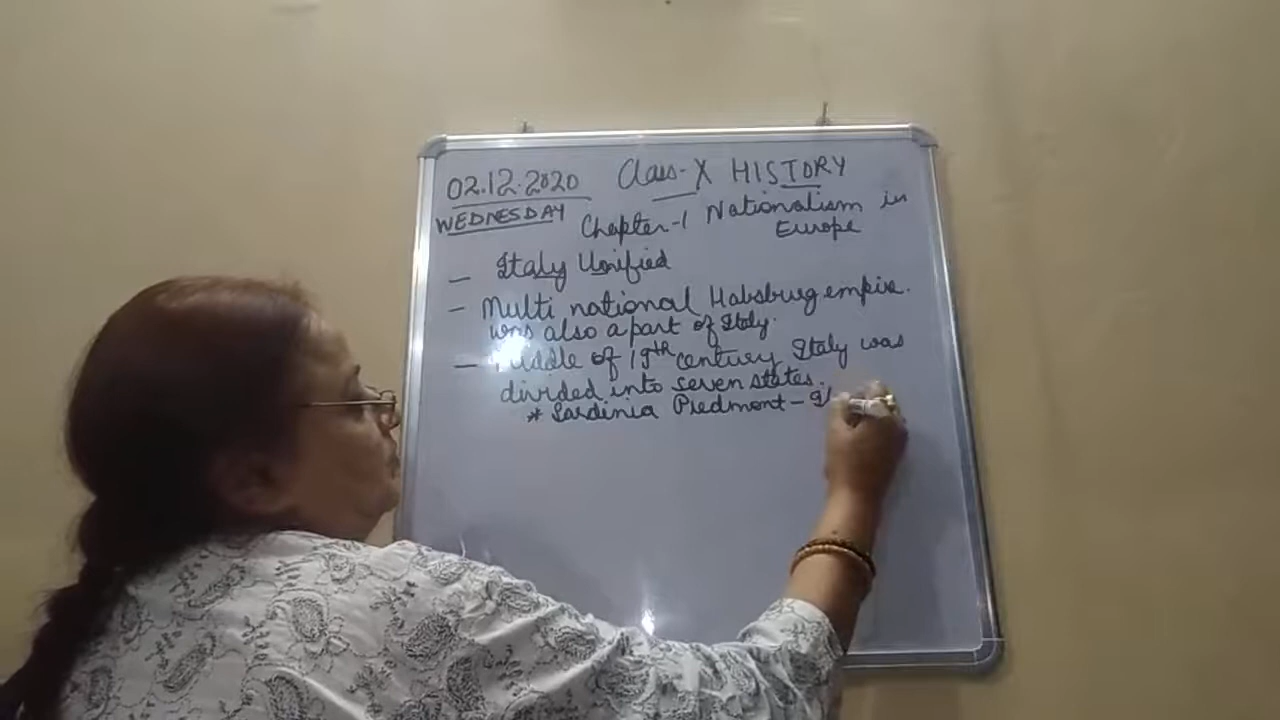 02.12.2020 Class-X HISTORY
WEDNESDAY Chapter-1 Nationalism in
Europe
- Italy Unified
- Multi national Habsburg empire.
was also a part of Italy.
- Middle of 19th century Italy was
divided into seven states.
* Sardinia Piedmont -